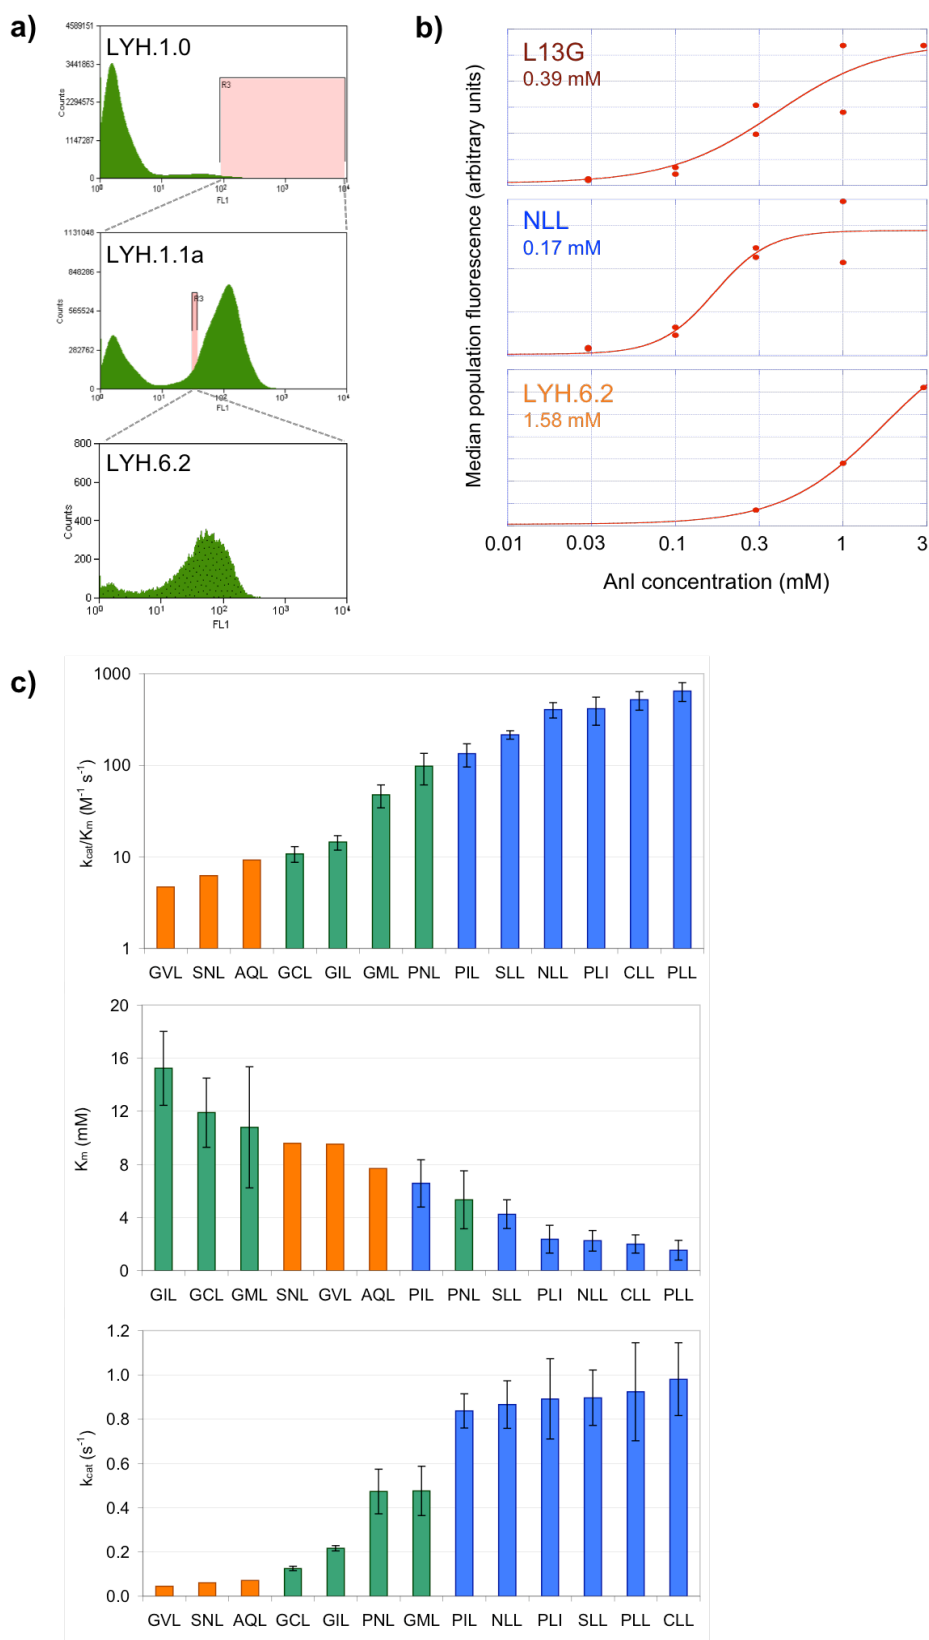 a)
LYH.1.0
4589151
3441863
2294575
1147287
0
Counts
R3
10⁰ 10¹ 10² 10³ 10⁴
FL1
LYH.1.1a
1131048
848286
565524
282762
0
Counts
R3
10⁰ 10¹ 10² 10³ 10⁴
FL1
LYH.6.2
800
600
400
200
0
Counts
10⁰ 10¹ 10² 10³ 10⁴
FL1
b)
Median population fluorescence (arbitrary units)
L13G
0.39 mM
NLL
0.17 mM
LYH.6.2
1.58 mM
0.01 0.03 0.1 0.3 1 3
AnI concentration (mM)
c)
kcat/Km (M⁻¹ s⁻¹)
1000
100
10
1
GVL SNL AQL GCL GIL GML PNL PIL SLL NLL PLI CLL PLL
Km (mM)
20
16
12
8
4
0
GIL GCL GML SNL GVL AQL PIL PNL SLL PLI NLL CLL PLL
kcat (s⁻¹)
1.2
1.0
0.8
0.6
0.4
0.2
0.0
GVL SNL AQL GCL GIL PNL GML PIL NLL PLI SLL PLL CLL